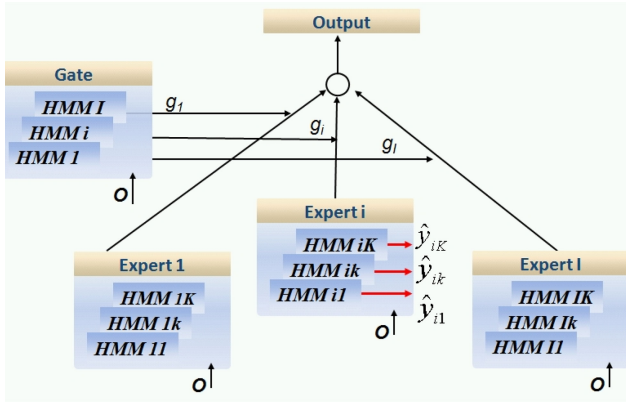 Output
Gate
HMM I
HMM i
HMM 1
O
g1
gi
gI
Expert 1
HMM 1K
HMM 1k
HMM 11
O
Expert i
HMM iK
HMM ik
HMM i1
O
ŷiK
ŷik
ŷi1
Expert I
HMM IK
HMM Ik
HMM I1
O